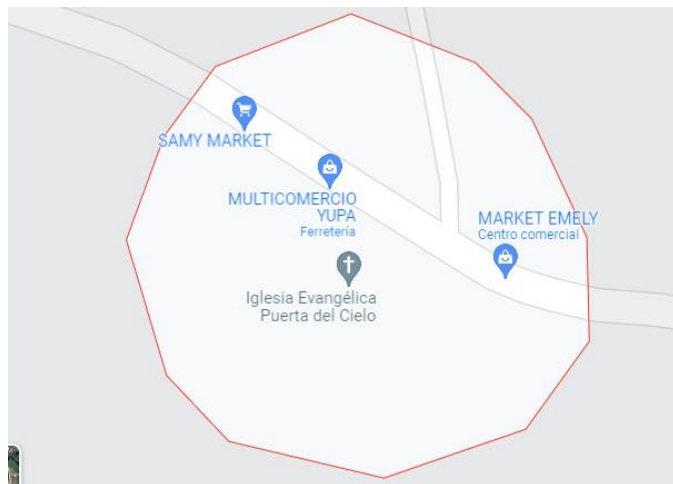 SAMY MARKET
MULTICOMERCIO
YUPA
Ferretería
MARKET EMELY
Centro comercial
Iglesia Evangélica
Puerta del Cielo